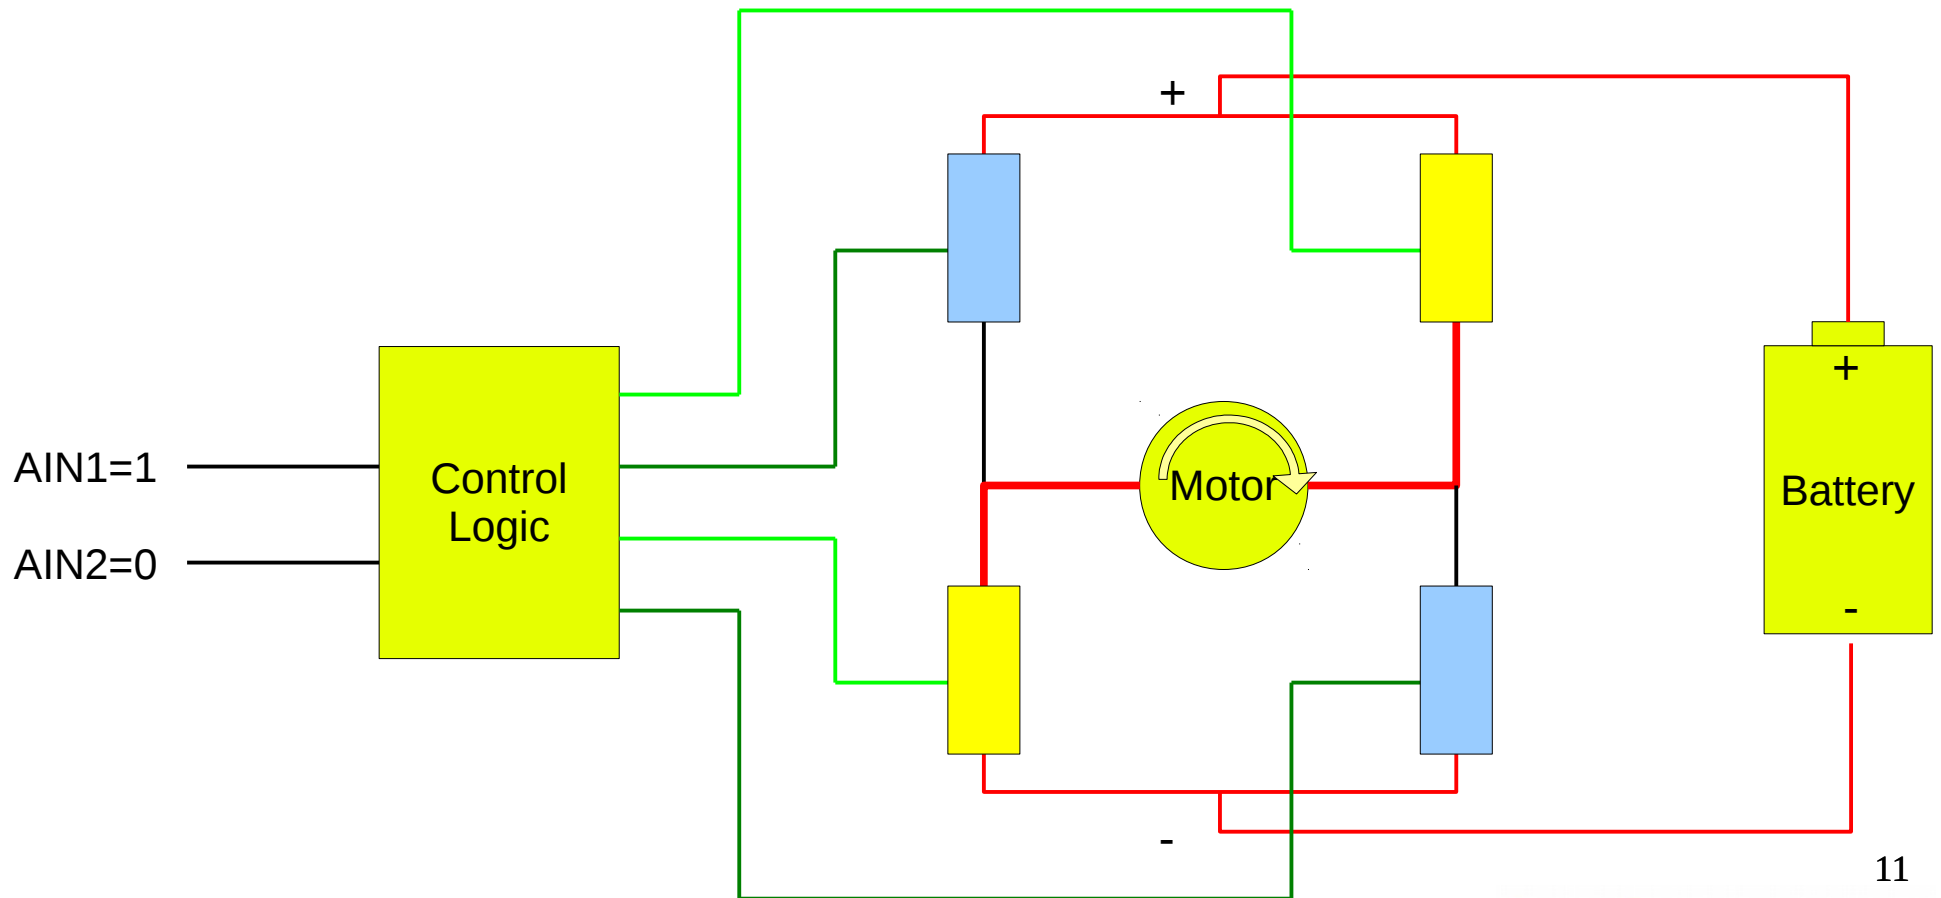 +
+
AIN1=1
Control
Logic
Motor
Battery
AIN2=0
-
-
11